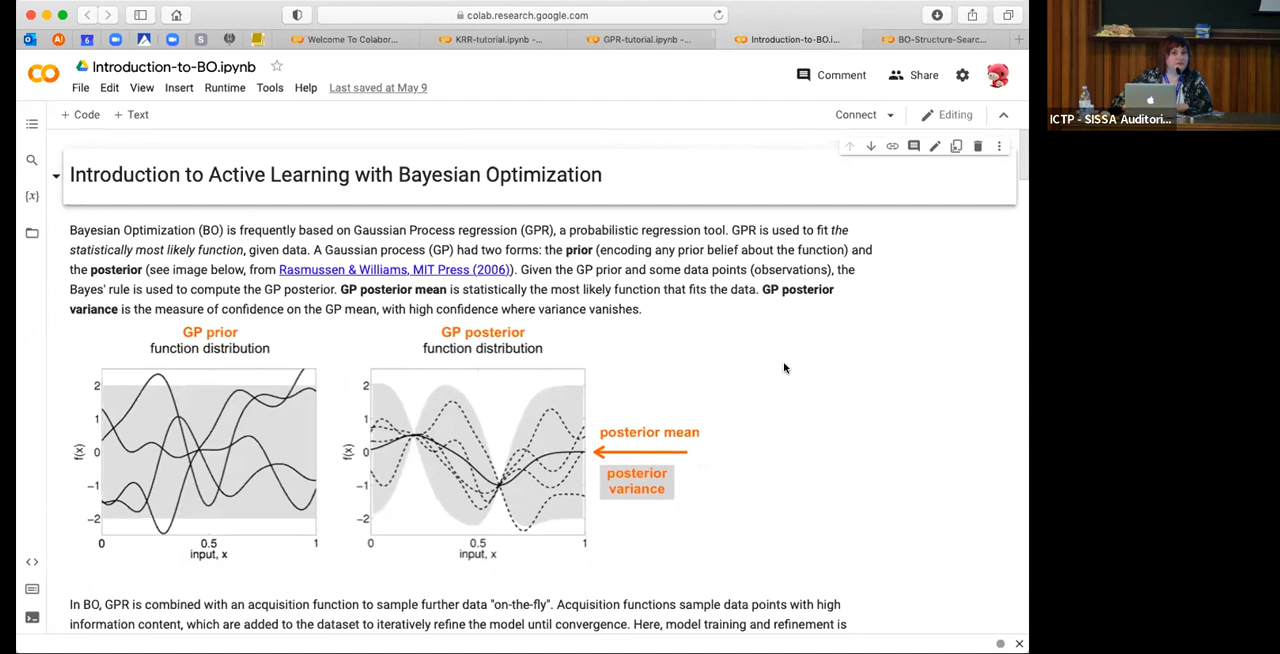 colab.research.google.com
Welcome To Colabor...
KRR-tutorial.ipynb -...
GPR-tutorial.ipynb -...
Introduction-to-BO.i...
BO-Structure-Searc...
Introduction-to-BO.ipynb
Comment
Share
File Edit View Insert Runtime Tools Help Last saved at May 9
+ Code + Text
Connect
Editing
Introduction to Active Learning with Bayesian Optimization
Bayesian Optimization (BO) is frequently based on Gaussian Process regression (GPR), a probabilistic regression tool. GPR is used to fit the
statistically most likely function, given data. A Gaussian process (GP) had two forms: the prior (encoding any prior belief about the function) and
the posterior (see image below, from Rasmussen & Williams, MIT Press (2006)). Given the GP prior and some data points (observations), the
Bayes' rule is used to compute the GP posterior. GP posterior mean is statistically the most likely function that fits the data. GP posterior
variance is the measure of confidence on the GP mean, with high confidence where variance vanishes.
GP prior
function distribution
2
1
0
−1
−2
f(x)
0 0.5 1
input, x
GP posterior
function distribution
2
1
0
−1
−2
f(x)
0 0.5 1
input, x
posterior mean
posterior
variance
In BO, GPR is combined with an acquisition function to sample further data "on-the-fly". Acquisition functions sample data points with high
information content, which are added to the dataset to iteratively refine the model until convergence. Here, model training and refinement is
ICTP - SISSA Auditori...